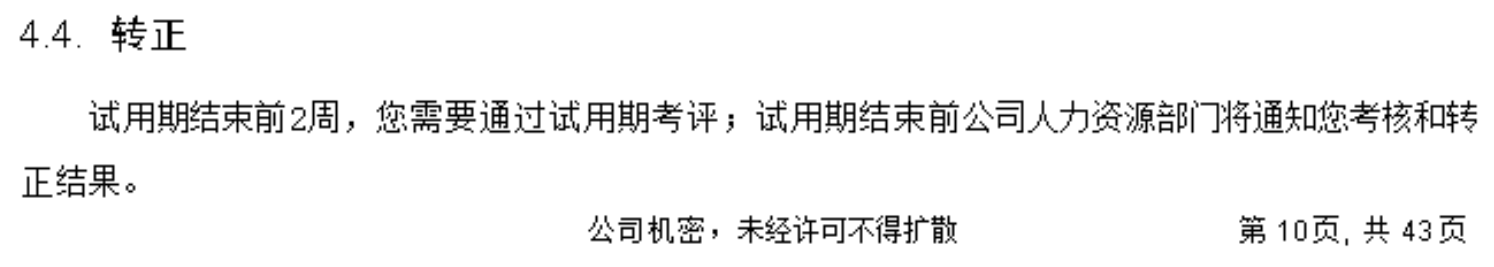 4.4. 转正
试用期结束前2周，您需要通过试用期考评；试用期结束前公司人力资源部门将通知您考核和转
正结果。
公司机密，未经许可不得扩散 第 10页, 共 43页